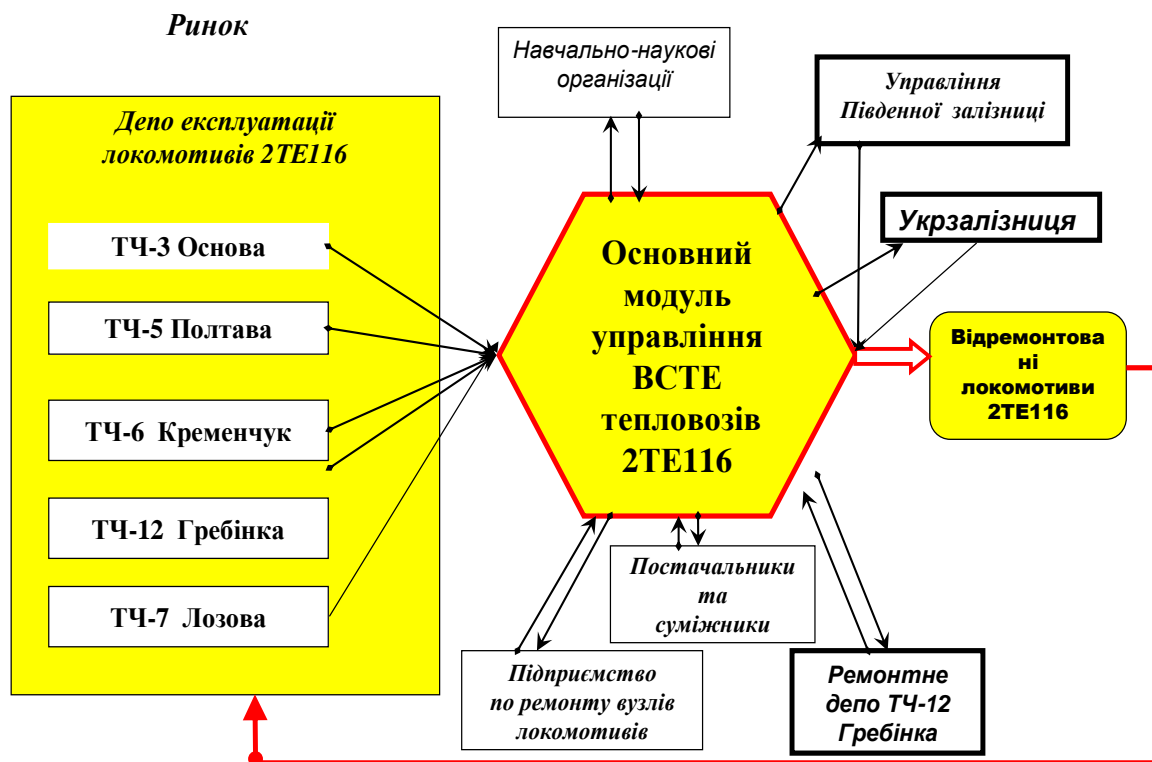 Ринок
Депо експлуатації
локомотивів 2ТЕ116
ТЧ-3 Основа
ТЧ-5 Полтава
ТЧ-6 Кременчук
ТЧ-12 Гребінка
ТЧ-7 Лозова
Навчально-наукові
організації
Управління
Південної залізниці
Укрзалізниця
Основний
модуль
управління
ВСТЕ
тепловозів
2ТЕ116
Відремонтова
ні
локомотиви
2ТЕ116
Постачальники
та
суміжники
Підприємство
по ремонту вузлів
локомотивів
Ремонтне
депо ТЧ-12
Гребінка